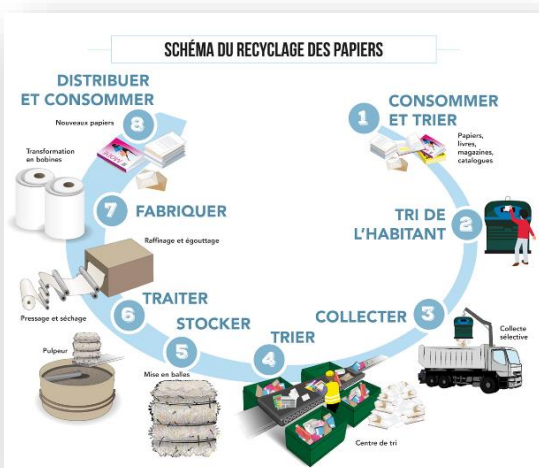 SCHÉMA DU RECYCLAGE DES PAPIERS
1
CONSOMMER
ET TRIER
Papiers,
livres,
magazines,
catalogues
2
TRI DE
L'HABITANT
3
COLLECTER
Collecte
sélective
4
TRIER
Centre de tri
5
STOCKER
Mise en balles
6
TRAITER
Pulpeur
Pressage et séchage
Raffinage et égouttage
7
FABRIQUER
Transformation
en bobines
8
DISTRIBUER
ET CONSOMMER
Nouveaux papiers